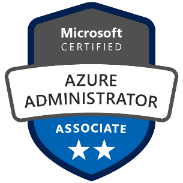 Microsoft
CERTIFIED
AZURE
ADMINISTRATOR
ASSOCIATE